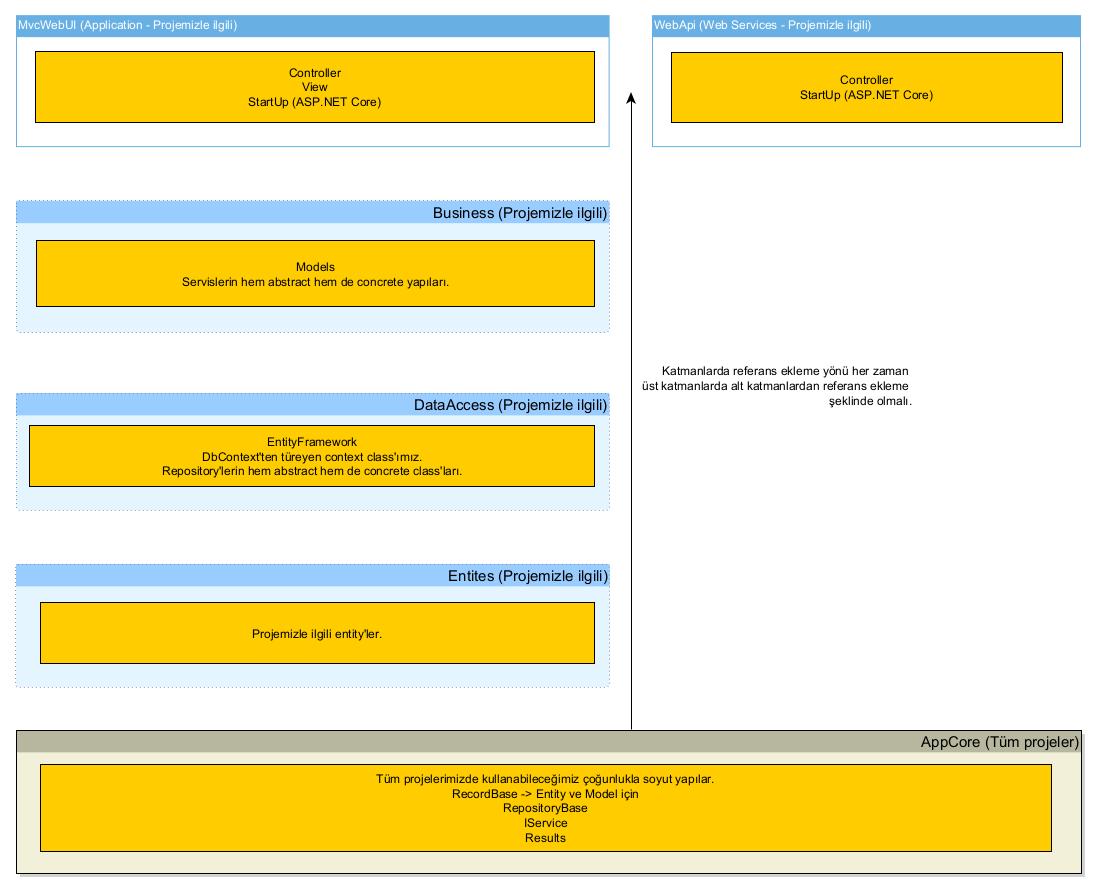 MvcWebUI (Application - Projemizle ilgili)
Controller
View
StartUp (ASP.NET Core)
WebApi (Web Services - Projemizle ilgili)
Controller
StartUp (ASP.NET Core)
Business (Projemizle ilgili)
Models
Servislerin hem abstract hem de concrete yapıları.
Katmanlarda referans ekleme yönü her zaman
üst katmanlarda alt katmanlardan referans ekleme
şeklinde olmalı.
DataAccess (Projemizle ilgili)
EntityFramework
DbContext'ten türeyen context class'ımız.
Repository'lerin hem abstract hem de concrete class'ları.
Entites (Projemizle ilgili)
Projemizle ilgili entity'ler.
AppCore (Tüm projeler)
Tüm projelerimizde kullanabileceğimiz çoğunlukla soyut yapılar.
RecordBase -> Entity ve Model için
RepositoryBase
IService
Results